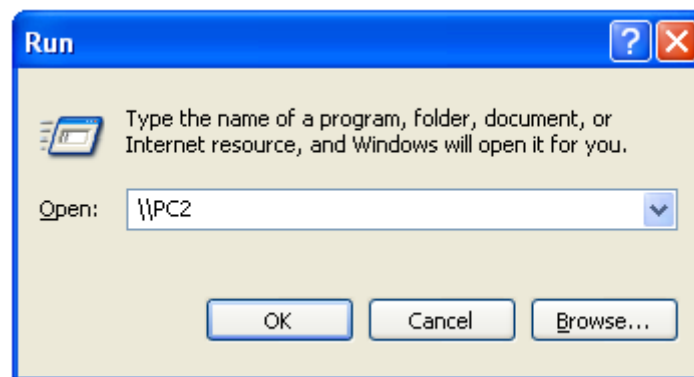 Run
Type the name of a program, folder, document, or
Internet resource, and Windows will open it for you.
Open: \\PC2
OK Cancel Browse...